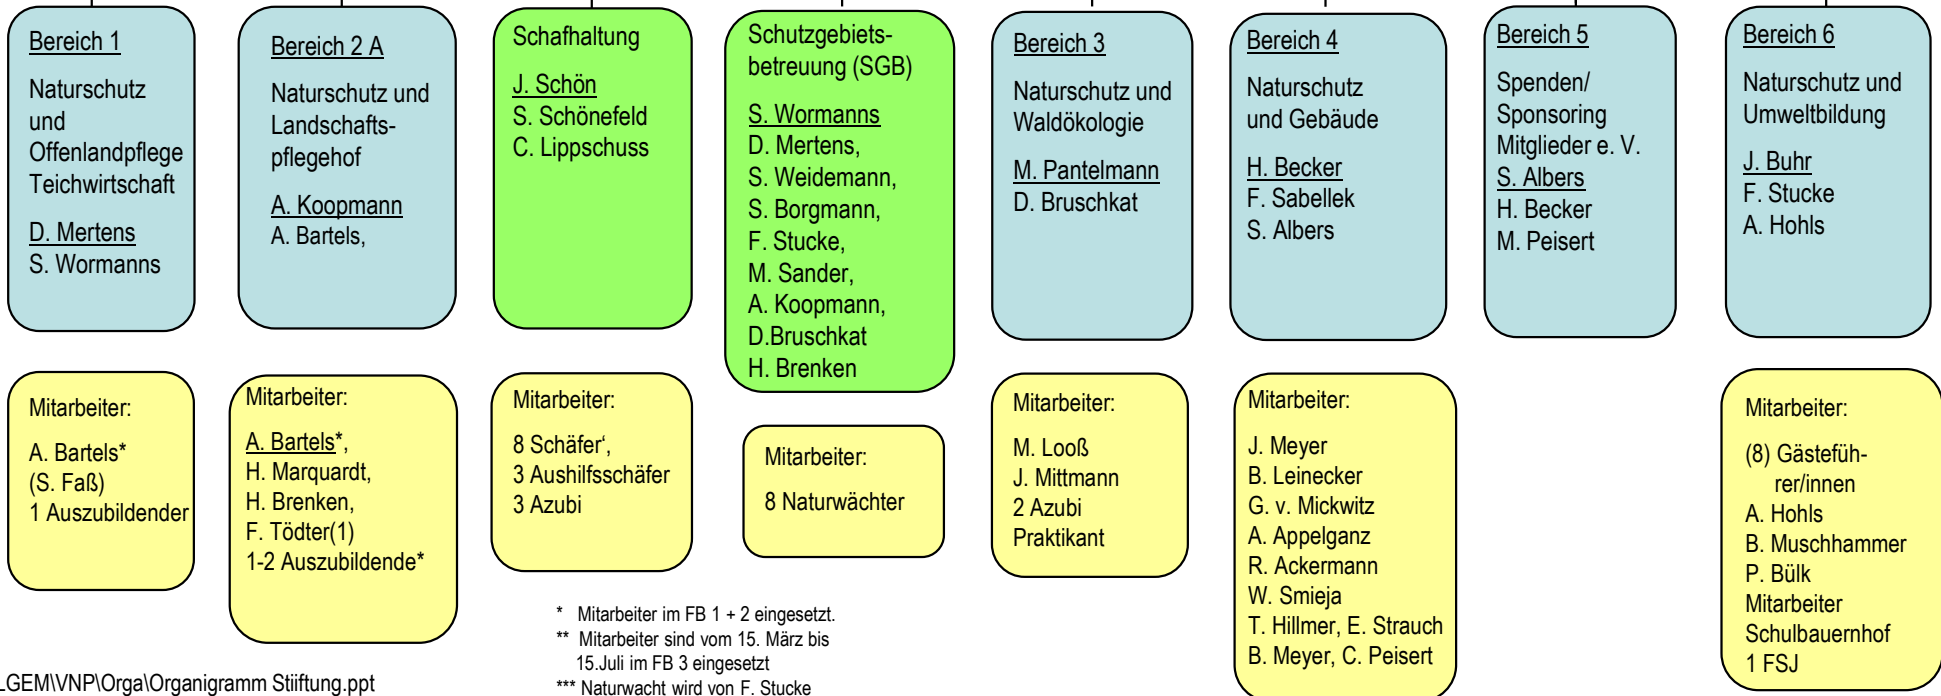 Bereich 1
Naturschutz
und
Offenlandpflege
Teichwirtschaft
D. Mertens
S. Wormanns
Bereich 2 A
Naturschutz und
Landschafts-
pflegehof
A. Koopmann
A. Bartels,
Schafhaltung
J. Schön
S. Schönefeld
C. Lippschuss
Schutzgebiets-
betreuung (SGB)
S. Wormanns
D. Mertens,
S. Weidemann,
S. Borgmann,
F. Stucke,
M. Sander,
A. Koopmann,
D.Bruschkat
H. Brenken
Bereich 3
Naturschutz und
Waldökologie
M. Pantelmann
D. Bruschkat
Bereich 4
Naturschutz
und Gebäude
H. Becker
F. Sabellek
S. Albers
Bereich 5
Spenden/
Sponsoring
Mitglieder e. V.
S. Albers
H. Becker
M. Peisert
Bereich 6
Naturschutz und
Umweltbildung
J. Buhr
F. Stucke
A. Hohls
Mitarbeiter:
A. Bartels*
(S. Faß)
1 Auszubildender
Mitarbeiter:
A. Bartels*,
H. Marquardt,
H. Brenken,
F. Tödter(1)
1-2 Auszubildende*
Mitarbeiter:
8 Schäfer‘,
3 Aushilfsschäfer
3 Azubi
Mitarbeiter:
8 Naturwächter
Mitarbeiter:
M. Looß
J. Mittmann
2 Azubi
Praktikant
Mitarbeiter:
J. Meyer
B. Leinecker
G. v. Mickwitz
A. Appelganz
R. Ackermann
W. Smieja
T. Hillmer, E. Strauch
B. Meyer, C. Peisert
Mitarbeiter:
(8) Gästefüh-
rer/innen
A. Hohls
B. Muschhammer
P. Bülk
Mitarbeiter
Schulbauernhof
1 FSJ
* Mitarbeiter im FB 1 + 2 eingesetzt.
** Mitarbeiter sind vom 15. März bis
15.Juli im FB 3 eingesetzt
*** Naturwacht wird von F. Stucke
LGEM\VNP\Orga\Organigramm Stiiftung.ppt